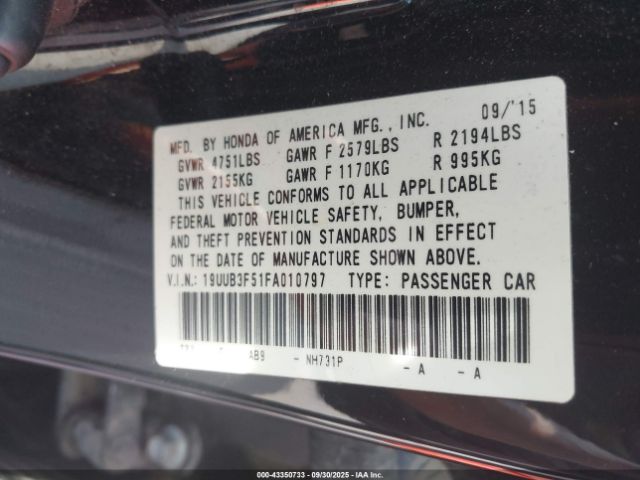 09/'15
MFD. BY HONDA OF AMERICA MFG., INC.
GVWR 4751LBS GAWR F 2579LBS R 2194LBS
GVWR 2155KG GAWR F 1170KG R 995KG
THIS VEHICLE CONFORMS TO ALL APPLICABLE
FEDERAL MOTOR VEHICLE SAFETY, BUMPER,
AND THEFT PREVENTION STANDARDS IN EFFECT
ON THE DATE OF MANUFACTURE SHOWN ABOVE.
V.I.N.: 19UUB3F51FA010797 TYPE: PASSENGER CAR
AB9 - NH731P - A - A
000-43350733 - 09/30/2025 - IAA Inc.